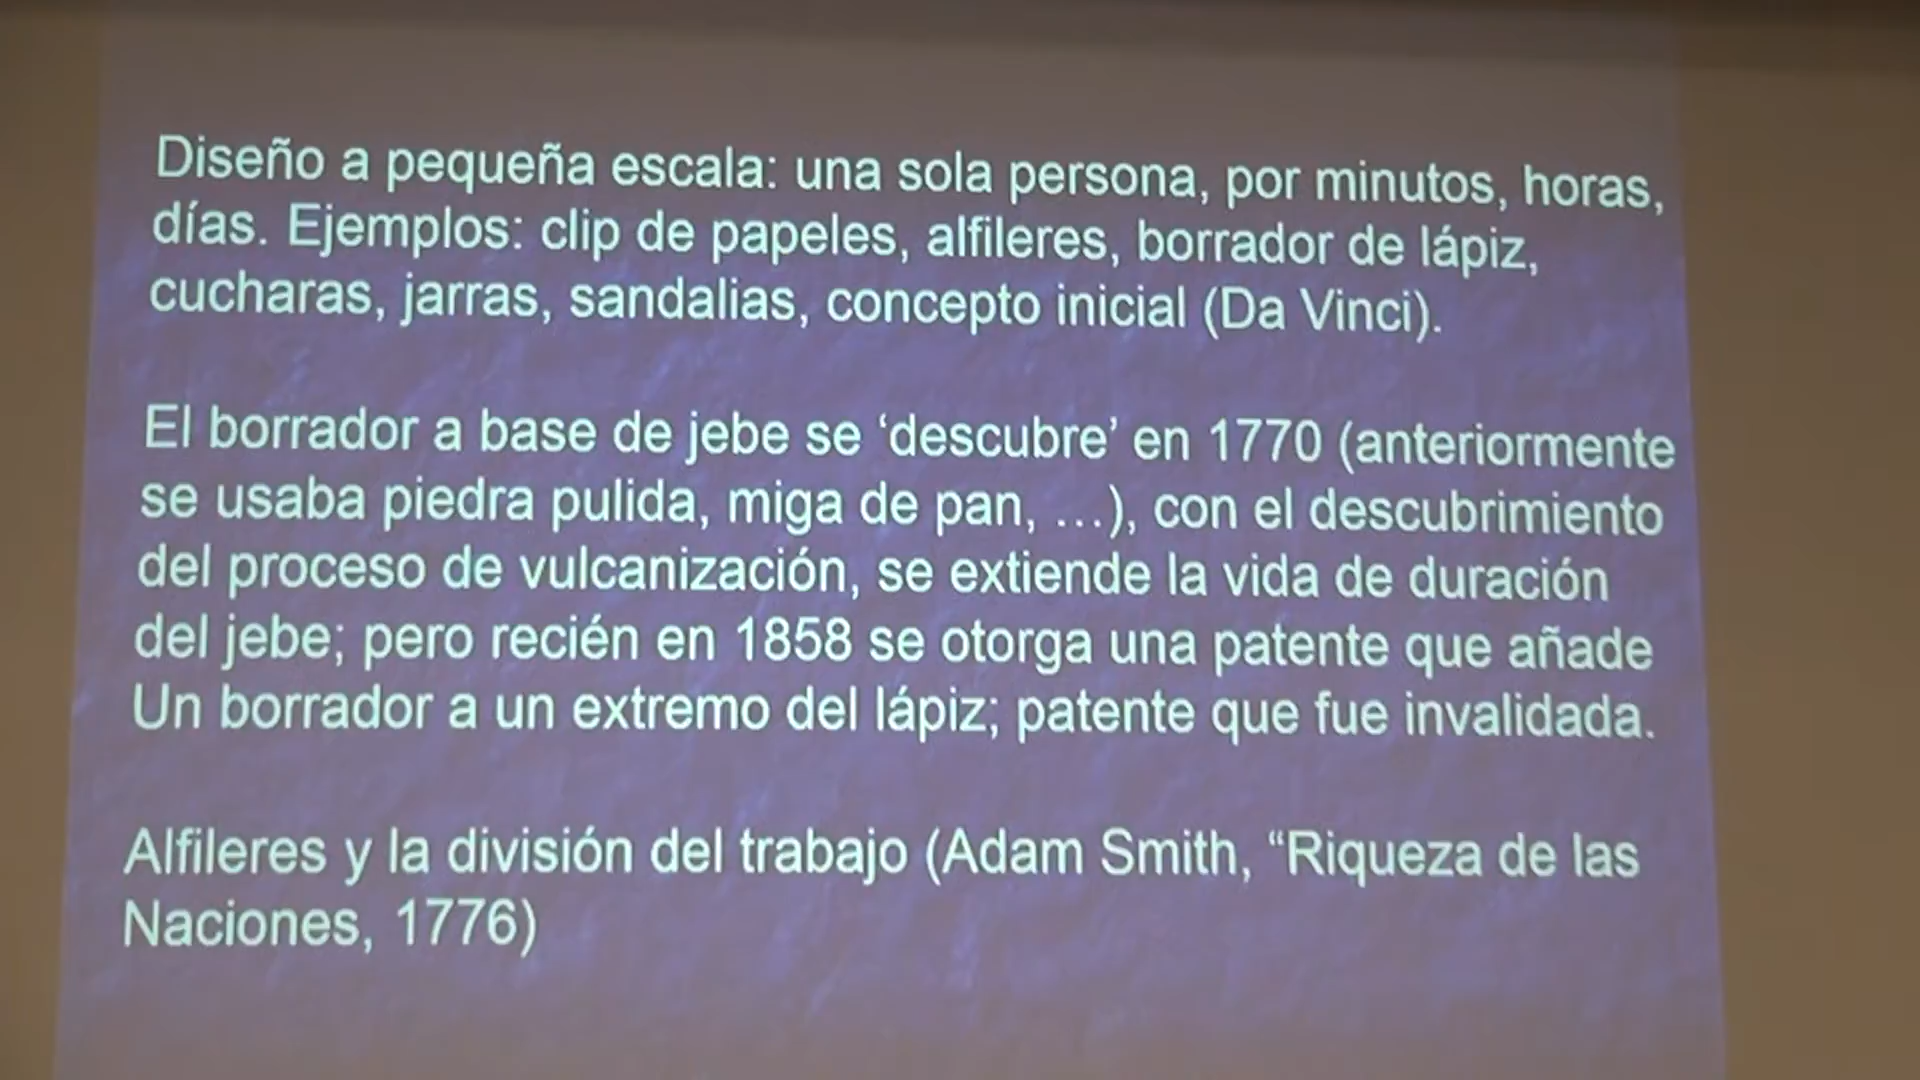 Diseño a pequeña escala: una sola persona, por minutos, horas,
días. Ejemplos: clip de papeles, alfileres, borrador de lápiz,
cucharas, jarras, sandalias, concepto inicial (Da Vinci).
El borrador a base de jebe se ‘descubre’ en 1770 (anteriormente
se usaba piedra pulida, miga de pan, ...), con el descubrimiento
del proceso de vulcanización, se extiende la vida de duración
del jebe; pero recién en 1858 se otorga una patente que añade
Un borrador a un extremo del lápiz; patente que fue invalidada.
Alfileres y la división del trabajo (Adam Smith, “Riqueza de las
Naciones, 1776)